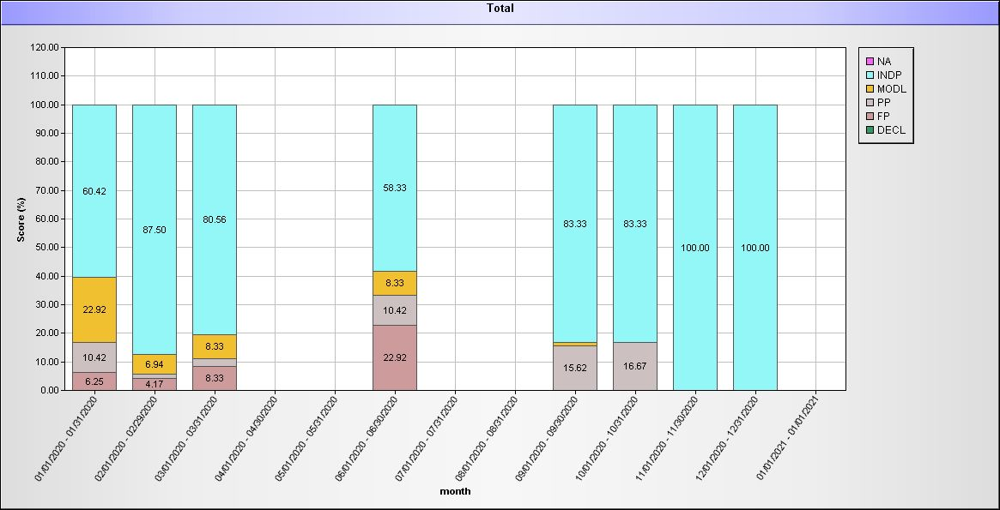 Total
120.00
110.00
100.00
90.00
80.00
70.00
60.00
50.00
40.00
30.00
20.00
10.00
0.00
Score (%)
60.42
22.92
10.42
6.25
87.50
6.94
4.17
80.56
8.33
8.33
58.33
8.33
10.42
22.92
83.33
15.62
83.33
16.67
100.00
100.00
01/01/2020 - 01/31/2020
02/01/2020 - 02/29/2020
03/01/2020 - 03/31/2020
04/01/2020 - 04/30/2020
05/01/2020 - 05/31/2020
06/01/2020 - 06/30/2020
07/01/2020 - 07/31/2020
08/01/2020 - 08/31/2020
09/01/2020 - 09/30/2020
10/01/2020 - 10/31/2020
11/01/2020 - 11/30/2020
12/01/2020 - 12/31/2020
01/01/2021 - 01/01/2021
month
NA
INDP
MODL
PP
FP
DECL